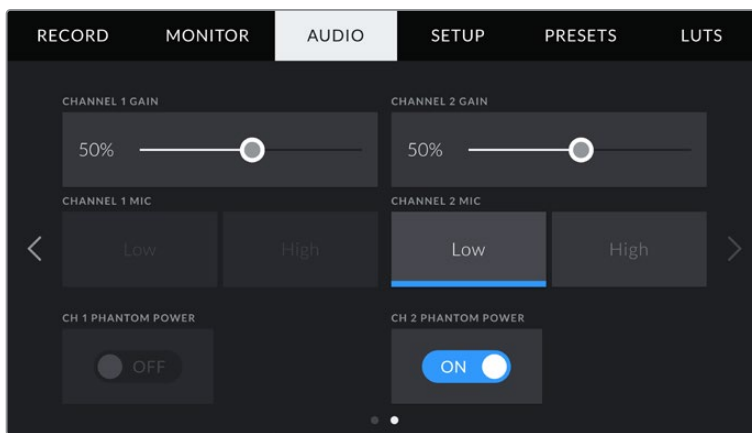 RECORD MONITOR AUDIO SETUP PRESETS LUTS
CHANNEL 1 GAIN CHANNEL 2 GAIN
50% 50%
CHANNEL 1 MIC CHANNEL 2 MIC
Low High Low High
CH 1 PHANTOM POWER CH 2 PHANTOM POWER
OFF ON